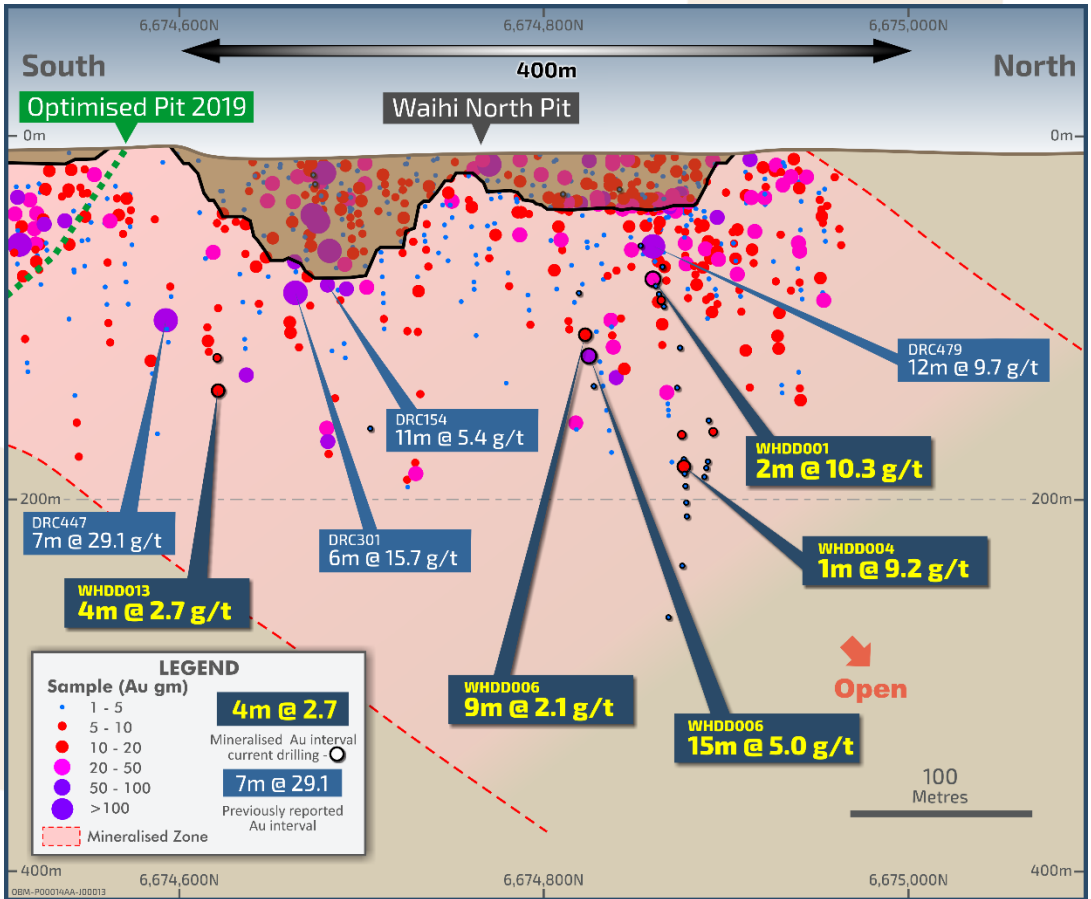 6,674,600N
6,674,800N
6,675,000N
South
400m
North
Optimised Pit 2019
Waihi North Pit
0m
0m
DRC479
12m @ 9.7 g/t
DRC154
11m @ 5.4 g/t
WHDD001
2m @ 10.3 g/t
200m
200m
DRC447
7m @ 29.1 g/t
DRC301
6m @ 15.7 g/t
WHDD004
1m @ 9.2 g/t
WHDD013
4m @ 2.7 g/t
Open
WHDD006
9m @ 2.1 g/t
WHDD006
15m @ 5.0 g/t
LEGEND
Sample (Au gm)
1 - 5
5 - 10
10 - 20
20 - 50
50 - 100
>100
Mineralised Zone
4m @ 2.7
Mineralised Au interval
current drilling -
7m @ 29.1
Previously reported
Au interval
100
Metres
400m
400m
OBM-P00014AA-J00013
6,674,600N
6,674,800N
6,675,000N